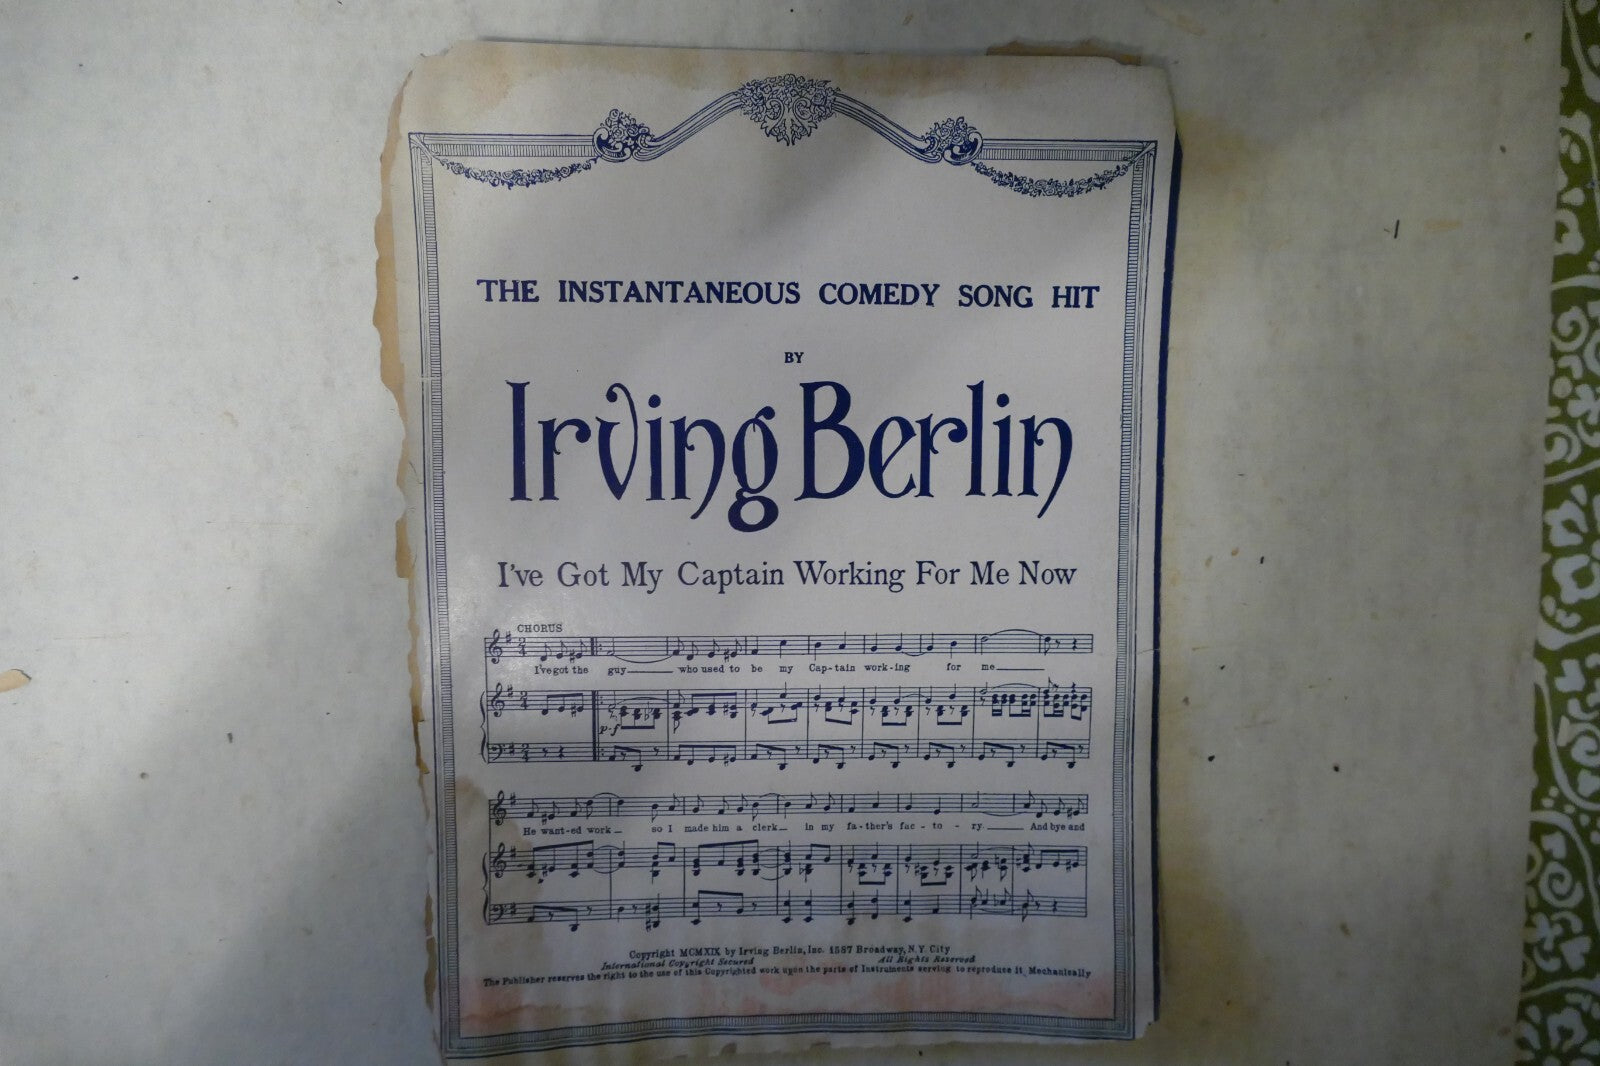 THE INSTANTANEOUS COMEDY SONG HIT
BY
Irving Berlin
I've Got My Captain Working For Me Now
CHORUS
I've got the guy who used to be my Cap-tain work-ing for me
p-f
He want-ed work so I made him a clerk in my fa-ther's fac-to-ry And bye and
Copyright MCMXIX by Irving Berlin, Inc. 1587 Broadway, N.Y. City
International Copyright Secured All Rights Reserved
The Publisher reserves the right to the use of this Copyrighted work upon the parts of Instruments serving to reproduce it Mechanically